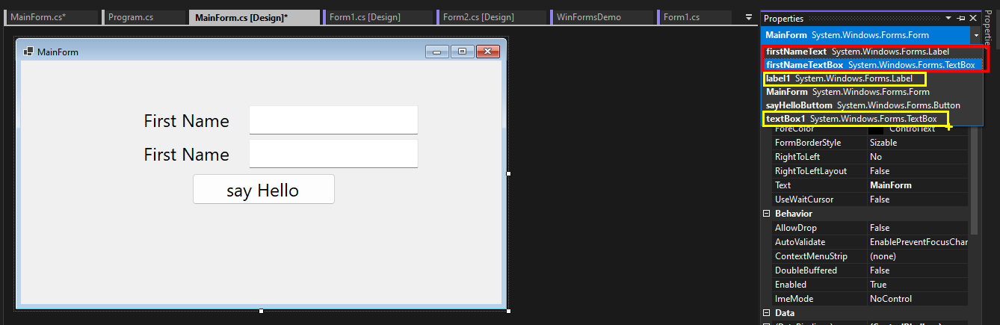 MainForm.cs*
Program.cs
MainForm.cs [Design]*
Form1.cs [Design]
Form2.cs [Design]
WinFormsDemo
Form1.cs
MainForm
First Name
First Name
say Hello
Properties
MainForm System.Windows.Forms.Form
firstNameText System.Windows.Forms.Label
firstNameTextBox System.Windows.Forms.TextBox
label1 System.Windows.Forms.Label
MainForm System.Windows.Forms.Form
sayHelloButtom System.Windows.Forms.Button
textBox1 System.Windows.Forms.TextBox
ForeColor ControlText
FormBorderStyle Sizable
RightToLeft No
RightToLeftLayout False
Text MainForm
UseWaitCursor False
Behavior
AllowDrop False
AutoValidate EnablePreventFocusChan
ContextMenuStrip (none)
DoubleBuffered False
Enabled True
ImeMode NoControl
Data
Properties